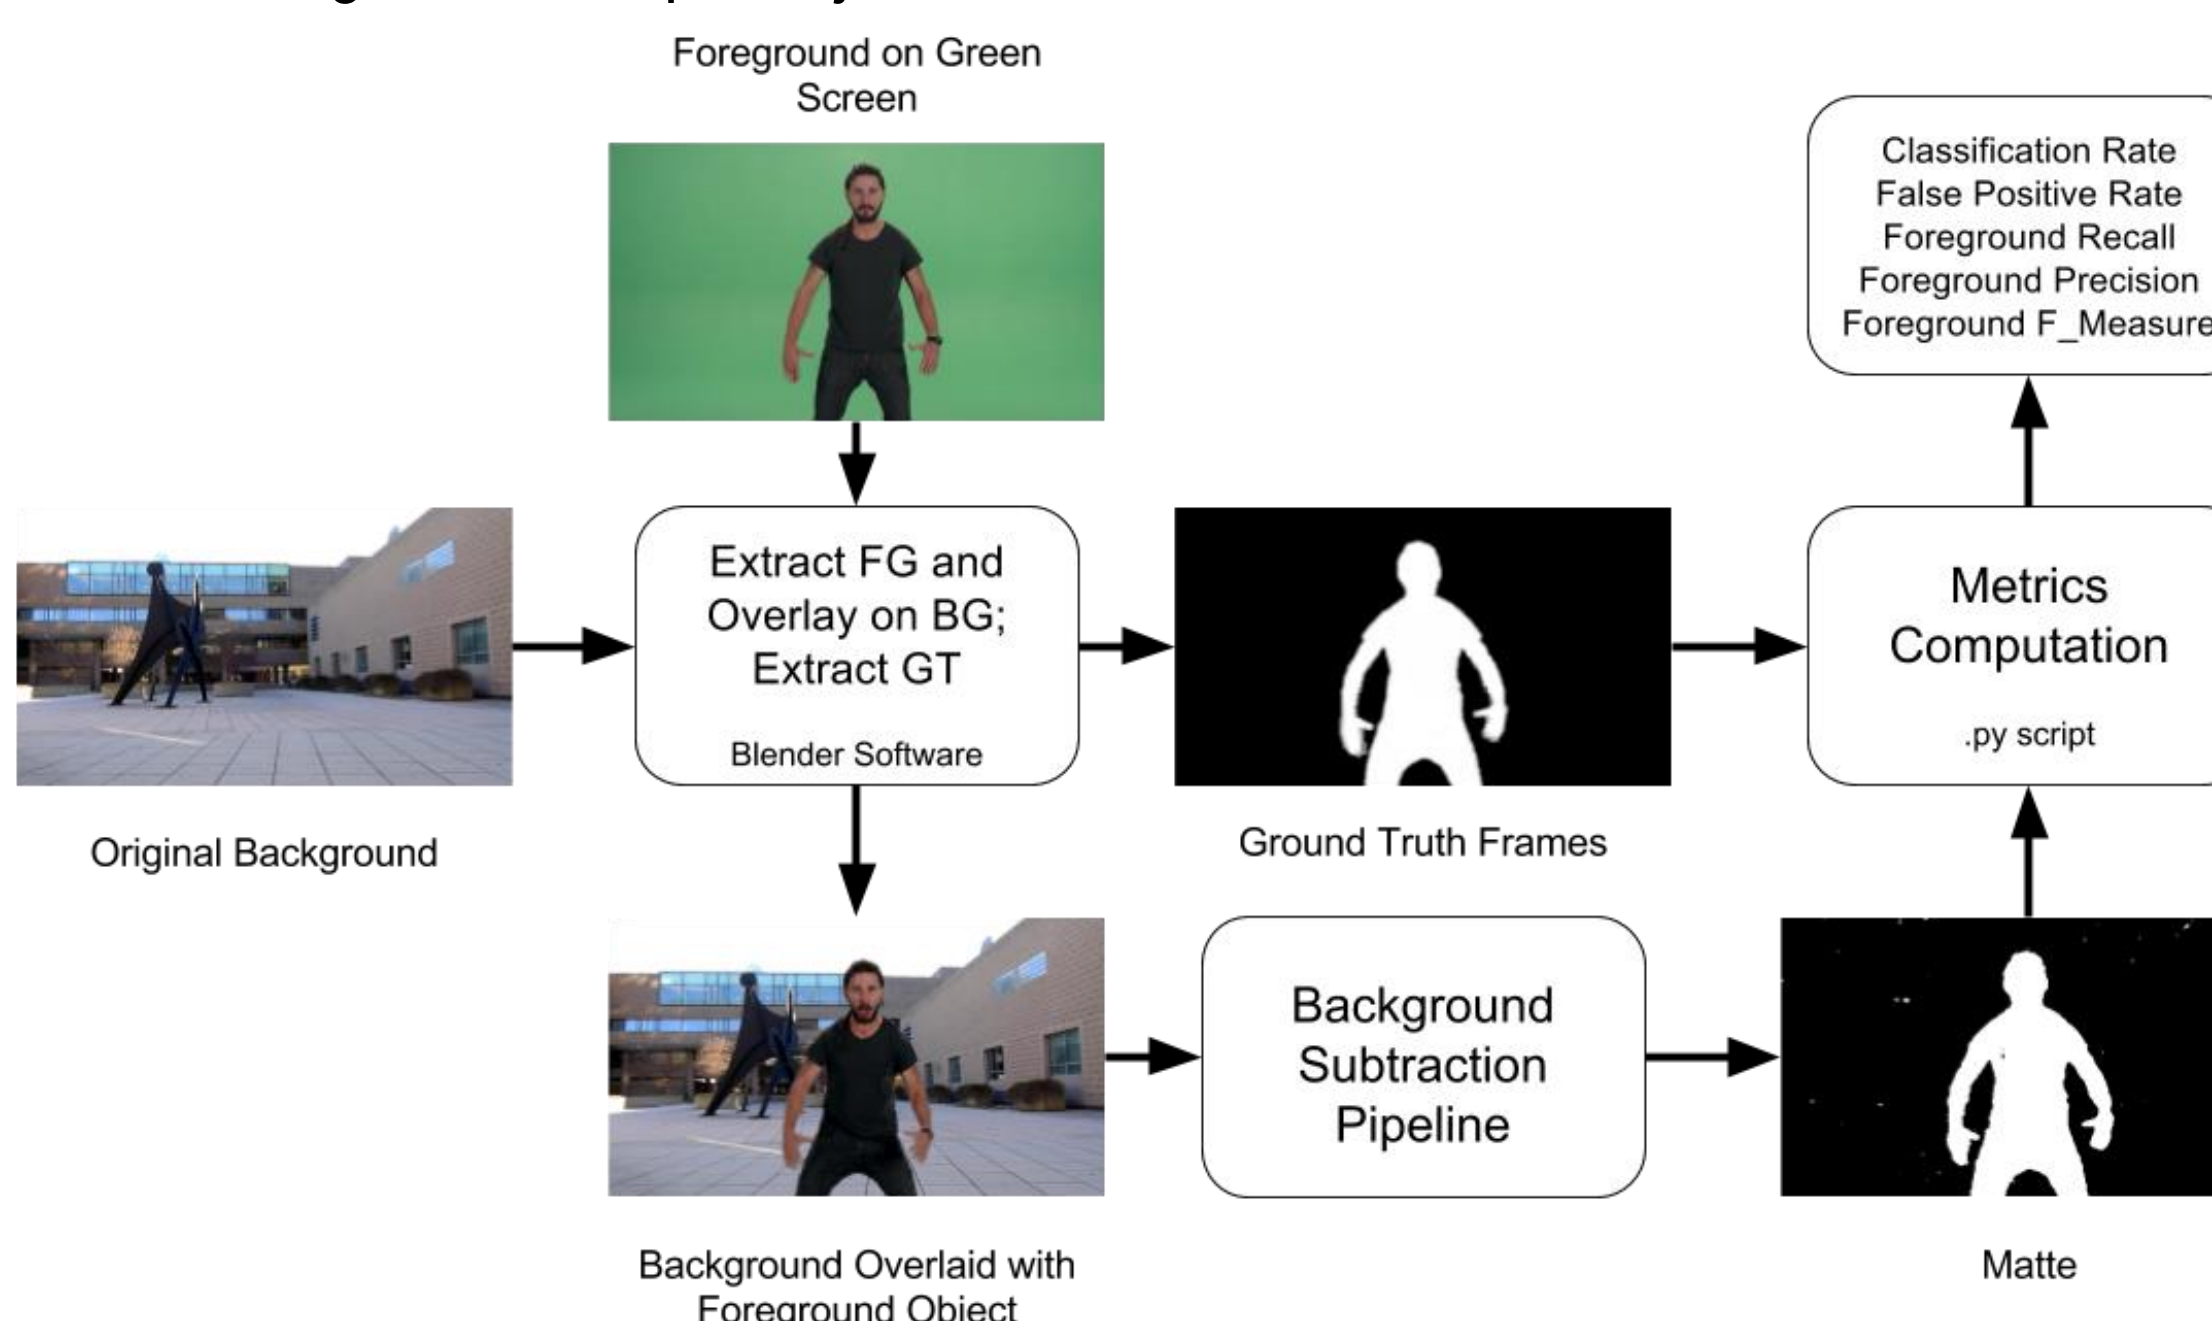 Foreground on Green
Screen
Classification Rate
False Positive Rate
Foreground Recall
Foreground Precision
Foreground F_Measure
Extract FG and
Overlay on BG;
Extract GT
Blender Software
Metrics
Computation
.py script
Original Background
Ground Truth Frames
Background
Subtraction
Pipeline
Background Overlaid with
Foreground Object
Matte